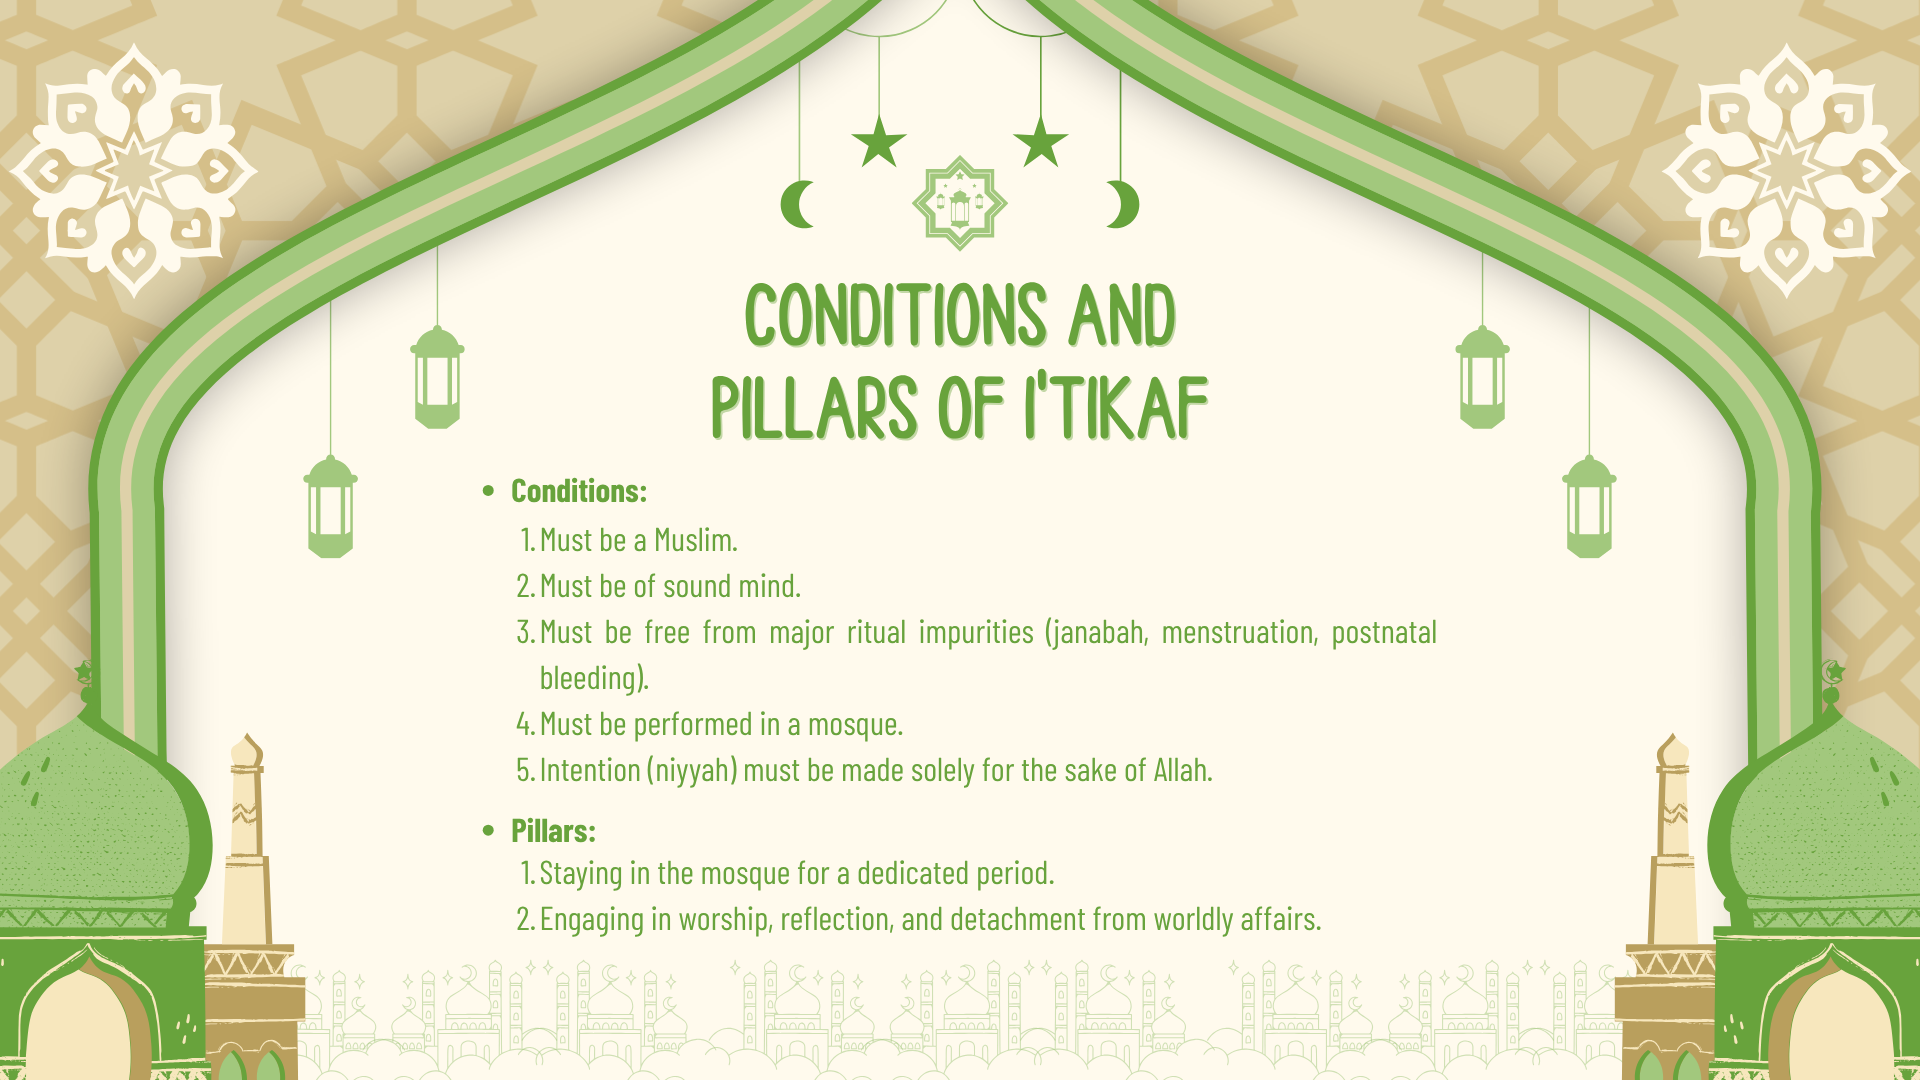 CONDITIONS AND
PILLARS OF I'TIKAF
• Conditions:
1. Must be a Muslim.
2. Must be of sound mind.
3. Must be free from major ritual impurities (janabah, menstruation, postnatal
bleeding).
4. Must be performed in a mosque.
5. Intention (niyyah) must be made solely for the sake of Allah.
• Pillars:
1. Staying in the mosque for a dedicated period.
2. Engaging in worship, reflection, and detachment from worldly affairs.